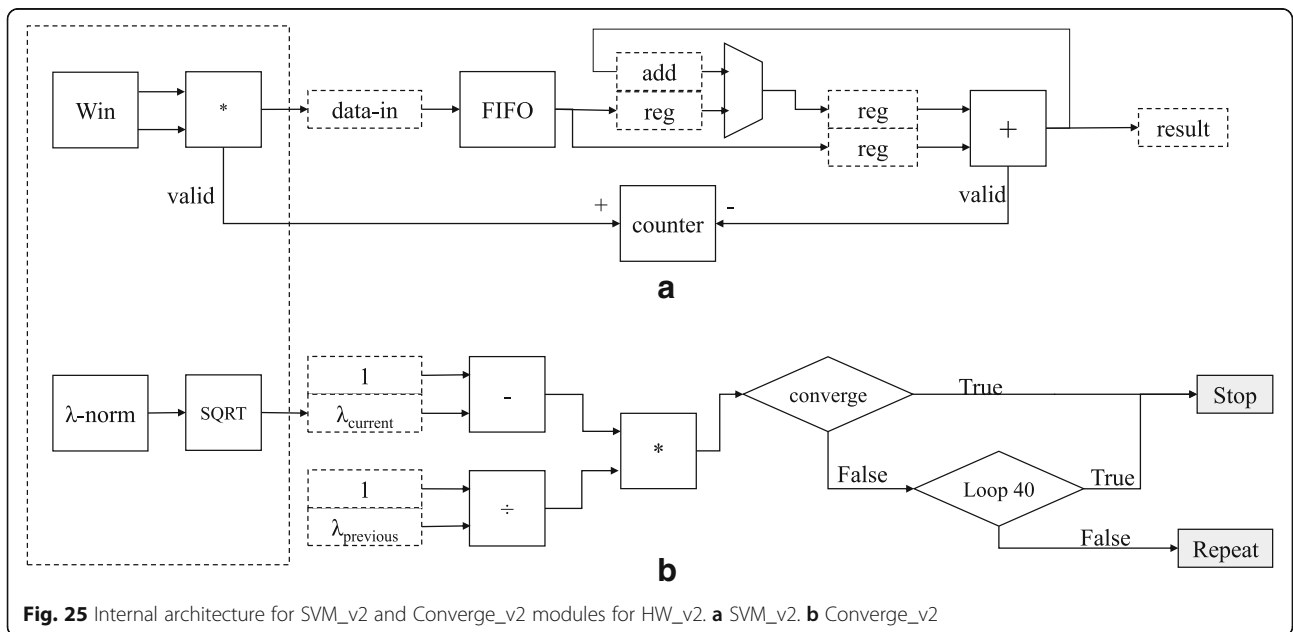 Win
*
data-in
FIFO
add
reg
reg
reg
+
result
valid
+
counter
-
valid
a
λ-norm
SQRT
1
λcurrent
-
1
λprevious
÷
*
converge
True
Stop
False
Loop 40
True
False
Repeat
b
Fig. 25 Internal architecture for SVM_v2 and Converge_v2 modules for HW_v2. a SVM_v2. b Converge_v2